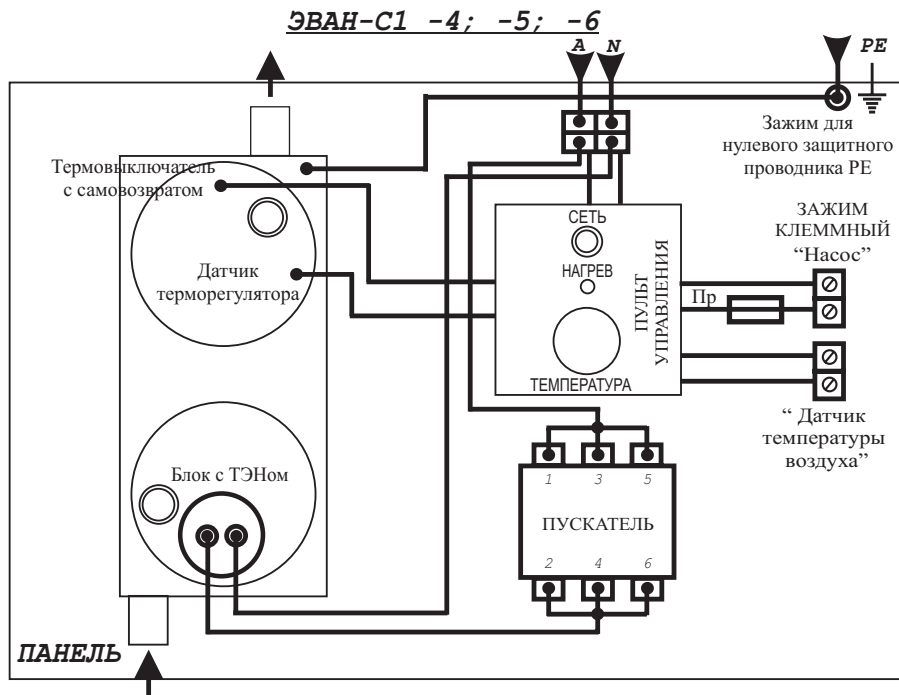 ЭВАН-С1 -4; -5; -6
A N
PE
Зажим для
нулевого защитного
проводника РЕ
Термовыключатель
с самовозвратом
Датчик
терморегулятора
СЕТЬ
НАГРЕВ
ТЕМПЕРАТУРА
ПУЛЬТ
УПРАВЛЕНИЯ
Пр
ЗАЖИМ
КЛЕММНЫЙ
“Насос”
“ Датчик
температуры
воздуха”
Блок с ТЭНом
1 3 5
ПУСКАТЕЛЬ
2 4 6
ПАНЕЛЬ